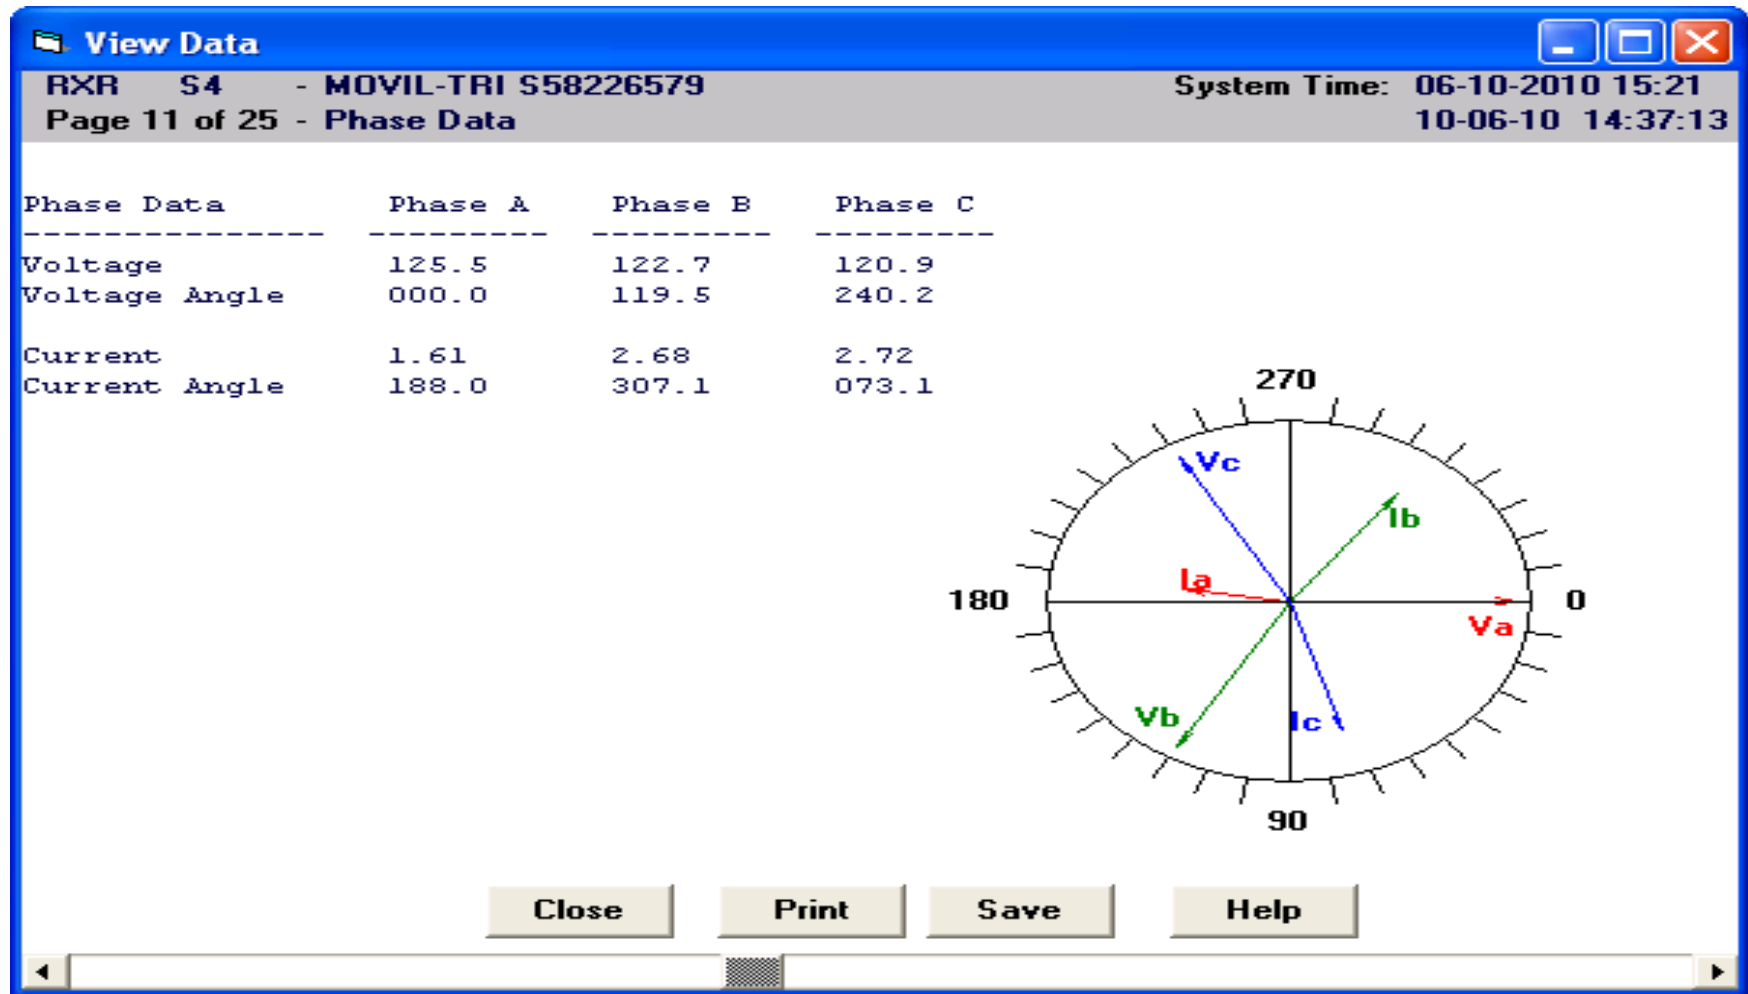 View Data
RXR S4 - MOVIL-TRI S58226579 System Time: 06-10-2010 15:21
Page 11 of 25 - Phase Data 10-06-10 14:37:13
Phase Data Phase A Phase B Phase C
--------------- --------- --------- ---------
Voltage 125.5 122.7 120.9
Voltage Angle 000.0 119.5 240.2
Current 1.61 2.68 2.72
Current Angle 188.0 307.1 073.1
270
Vc
Ib
Ia
180
0
Va
Vb
Ic
90
Close Print Save Help